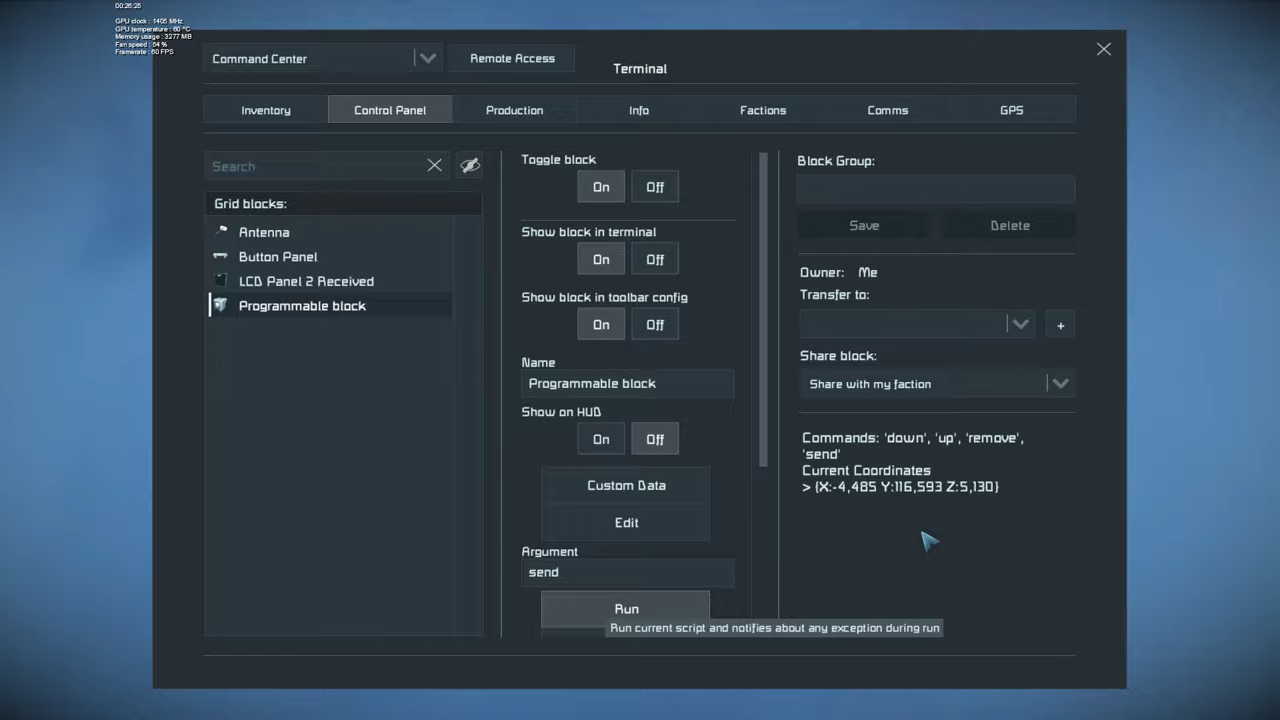 00:26:25
GPU clock : 1405 MHz
GPU temperature : 60 °C
Memory usage : 3277 MB
Fan speed : 54 %
Framerate : 60 FPS
Command Center
Remote Access
Terminal
Inventory
Control Panel
Production
Info
Factions
Comms
GPS
Search
Grid blocks:
Antenna
Button Panel
LCD Panel 2 Received
Programmable block
Toggle block
On
Off
Show block in terminal
On
Off
Show block in toolbar config
On
Off
Name
Programmable block
Show on HUD
On
Off
Custom Data
Edit
Argument
send
Run
Run current script and notifies about any exception during run
Block Group:
Save
Delete
Owner: Me
Transfer to:
+
Share block:
Share with my faction
Commands: 'down', 'up', 'remove',
'send'
Current Coordinates
> {X:-4,485 Y:116,593 Z:5,130}